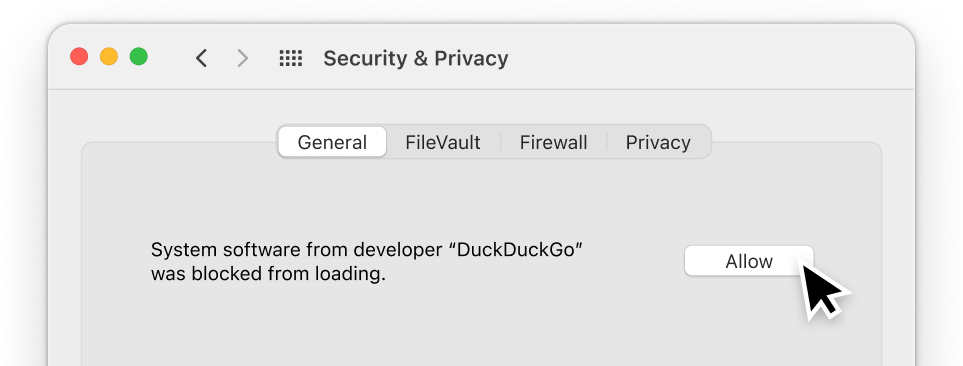 Security & Privacy
General FileVault Firewall Privacy
System software from developer “DuckDuckGo”
was blocked from loading.
Allow